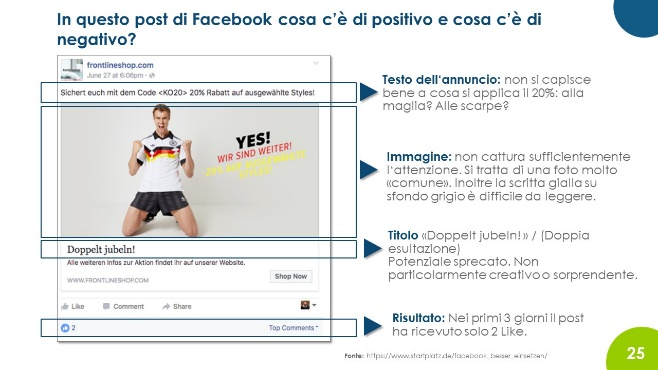 In questo post di Facebook cosa c'è di positivo e cosa c'è di
negativo?
frontlineshop.com
June 27 at 6:06pm ·
Sichert euch mit dem Code <KO20> 20% Rabatt auf ausgewählte Styles!
YES!
WIR SIND WEITER!
-20% AUF AUSGEWÄHLTE
STYLES!
Doppelt jubeln!
Alle weiteren Infos zur Aktion findet ihr auf unserer Website.
WWW.FRONTLINESHOP.COM
Shop Now
Like Comment Share
2 Top Comments
Testo dell'annuncio: non si capisce
bene a cosa si applica il 20%: alla
maglia? Alle scarpe?
Immagine: non cattura sufficientemente
l'attenzione. Si tratta di una foto molto
«comune». Inoltre la scritta gialla su
sfondo grigio è difficile da leggere.
Titolo «Doppelt jubeln!» / (Doppia
esultazione)
Potenziale sprecato. Non
particolarmente creativo o sorprendente.
Risultato: Nei primi 3 giorni il post
ha ricevuto solo 2 Like.
Fonte: https://www.startplatz.de/facebook_besser_einsetzen/
25